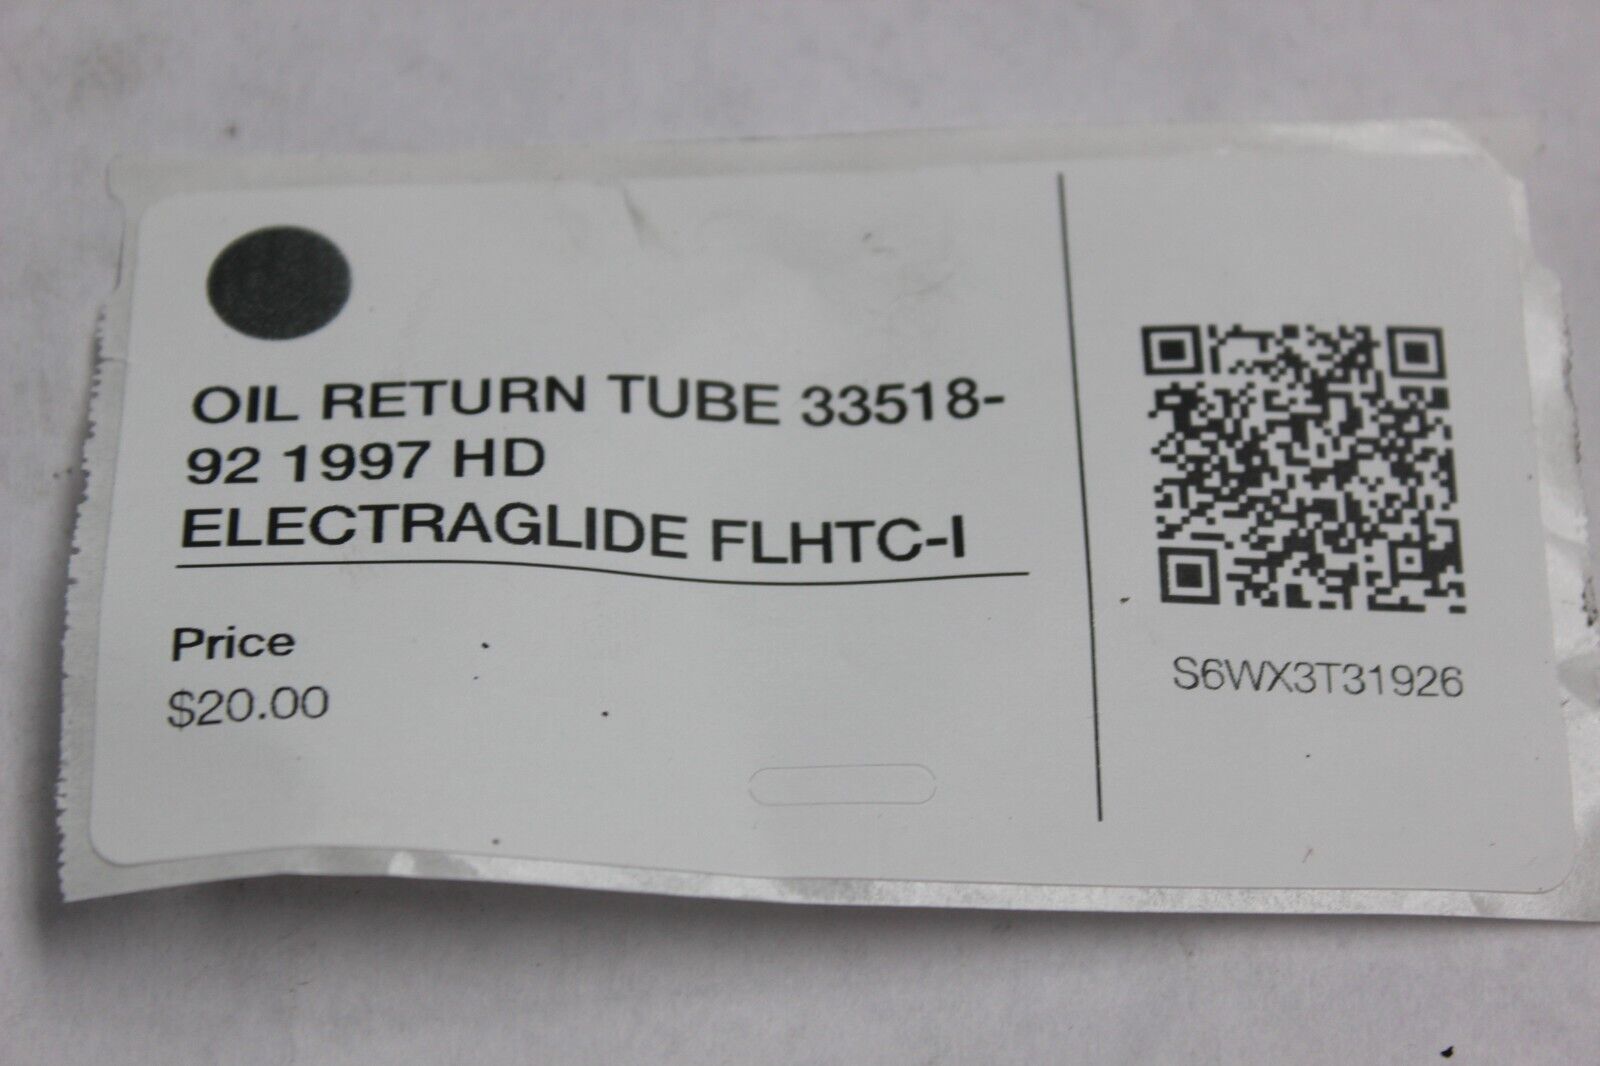 OIL RETURN TUBE 33518-
92 1997 HD
ELECTRAGLIDE FLHTC-I
Price
$20.00
S6WX3T31926